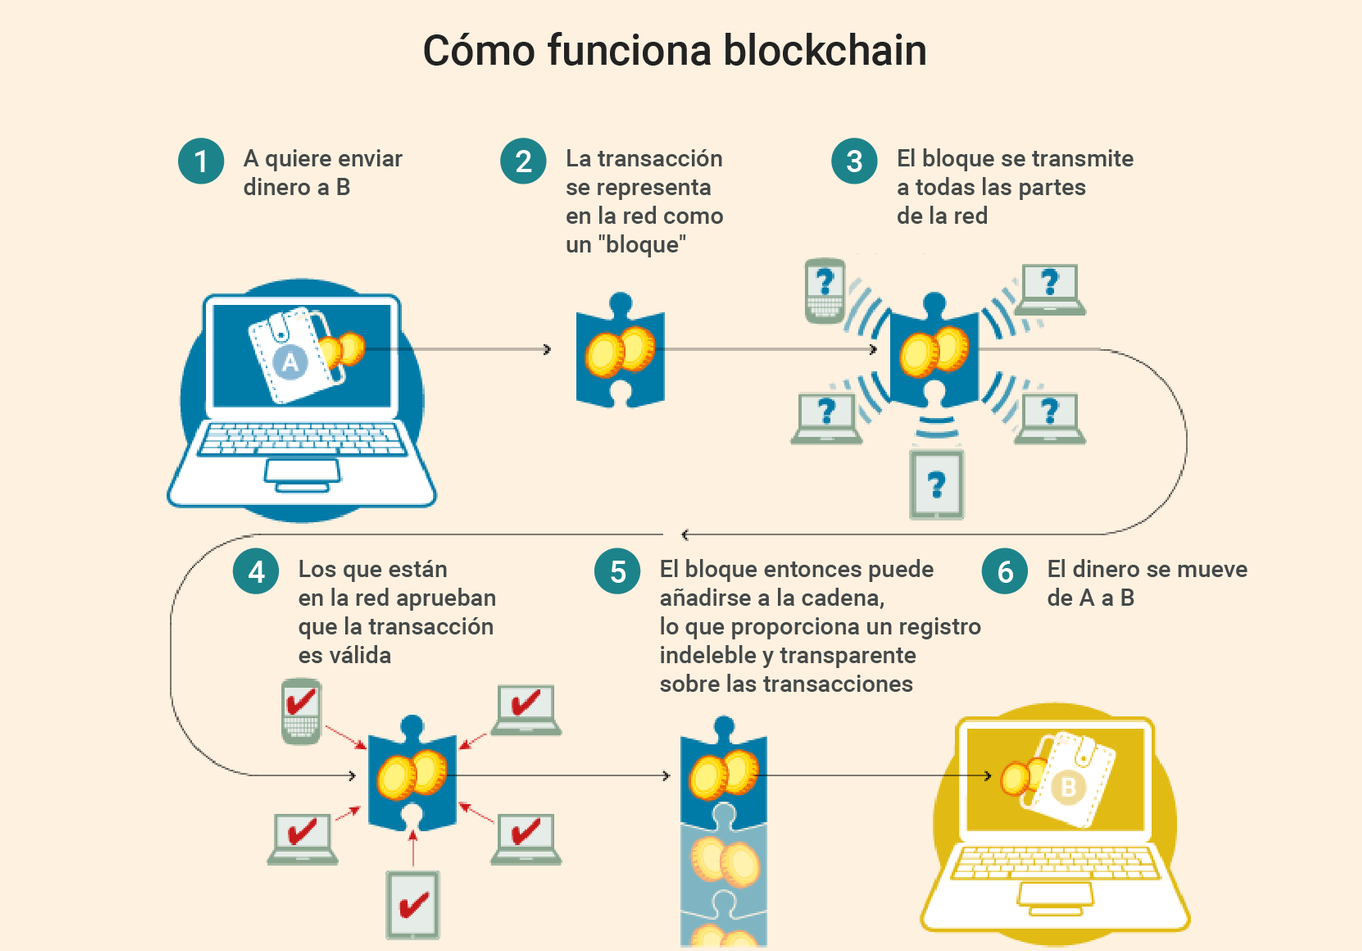 Cómo funciona blockchain
1
A quiere enviar
dinero a B
2
La transacción
se representa
en la red como
un "bloque"
3
El bloque se transmite
a todas las partes
de la red
A
?
?
?
?
?
4
Los que están
en la red aprueban
que la transacción
es válida
5
El bloque entonces puede
añadirse a la cadena,
lo que proporciona un registro
indeleble y transparente
sobre las transacciones
6
El dinero se mueve
de A a B
B